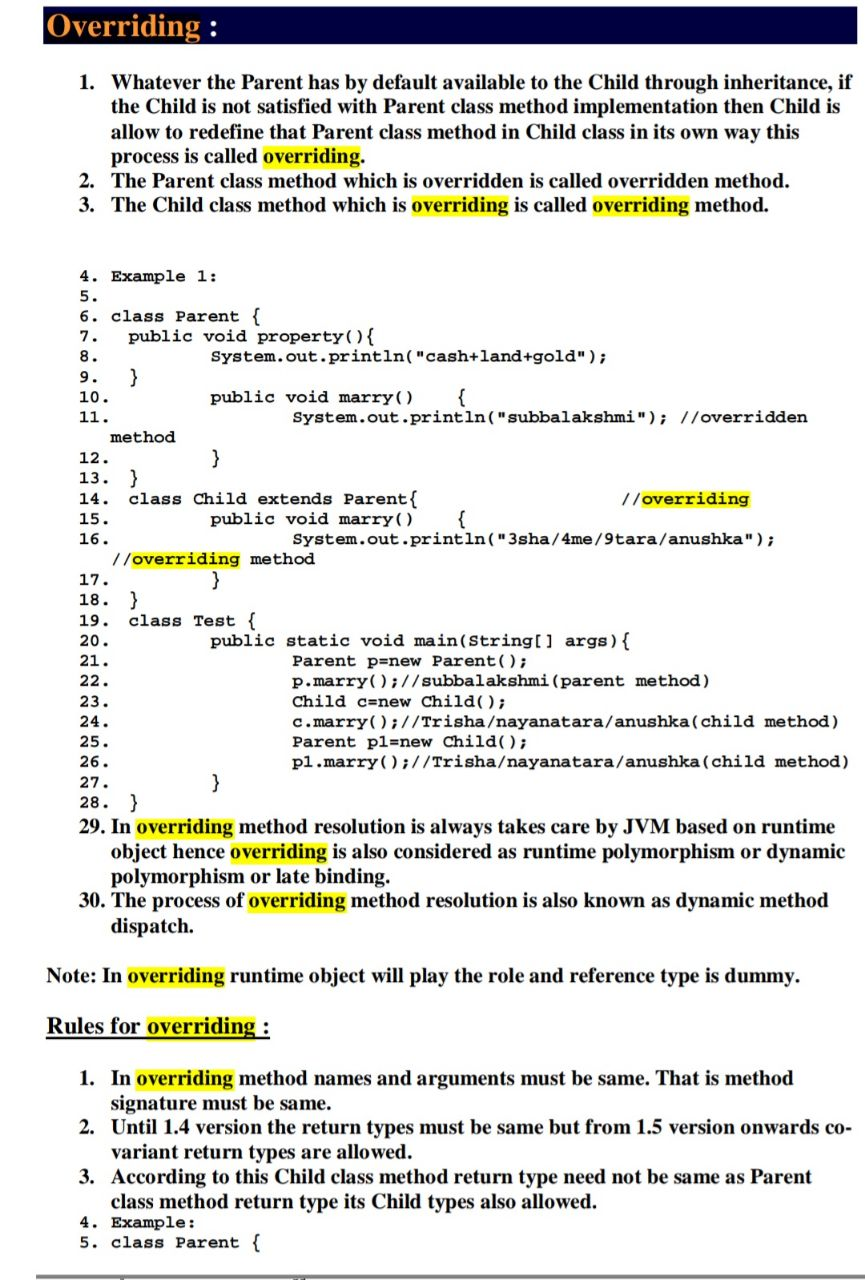 Overriding :
1. Whatever the Parent has by default available to the Child through inheritance, if
the Child is not satisfied with Parent class method implementation then Child is
allow to redefine that Parent class method in Child class in its own way this
process is called overriding.
2. The Parent class method which is overridden is called overridden method.
3. The Child class method which is overriding is called overriding method.
4. Example 1:
5.
6. class Parent {
7. public void property(){
8. System.out.println("cash+land+gold");
9. }
10. public void marry() {
11. System.out.println("subbalakshmi"); //overridden
method
12. }
13. }
14. class Child extends Parent{ //overriding
15. public void marry() {
16. System.out.println("3sha/4me/9tara/anushka");
//overriding method
17. }
18. }
19. class Test {
20. public static void main(String[] args){
21. Parent p=new Parent();
22. p.marry();//subbalakshmi(parent method)
23. Child c=new Child();
24. c.marry();//Trisha/nayanatara/anushka(child method)
25. Parent p1=new Child();
26. p1.marry();//Trisha/nayanatara/anushka(child method)
27. }
28. }
29. In overriding method resolution is always takes care by JVM based on runtime
object hence overriding is also considered as runtime polymorphism or dynamic
polymorphism or late binding.
30. The process of overriding method resolution is also known as dynamic method
dispatch.
Note: In overriding runtime object will play the role and reference type is dummy.
Rules for overriding :
1. In overriding method names and arguments must be same. That is method
signature must be same.
2. Until 1.4 version the return types must be same but from 1.5 version onwards co-
variant return types are allowed.
3. According to this Child class method return type need not be same as Parent
class method return type its Child types also allowed.
4. Example:
5. class Parent {